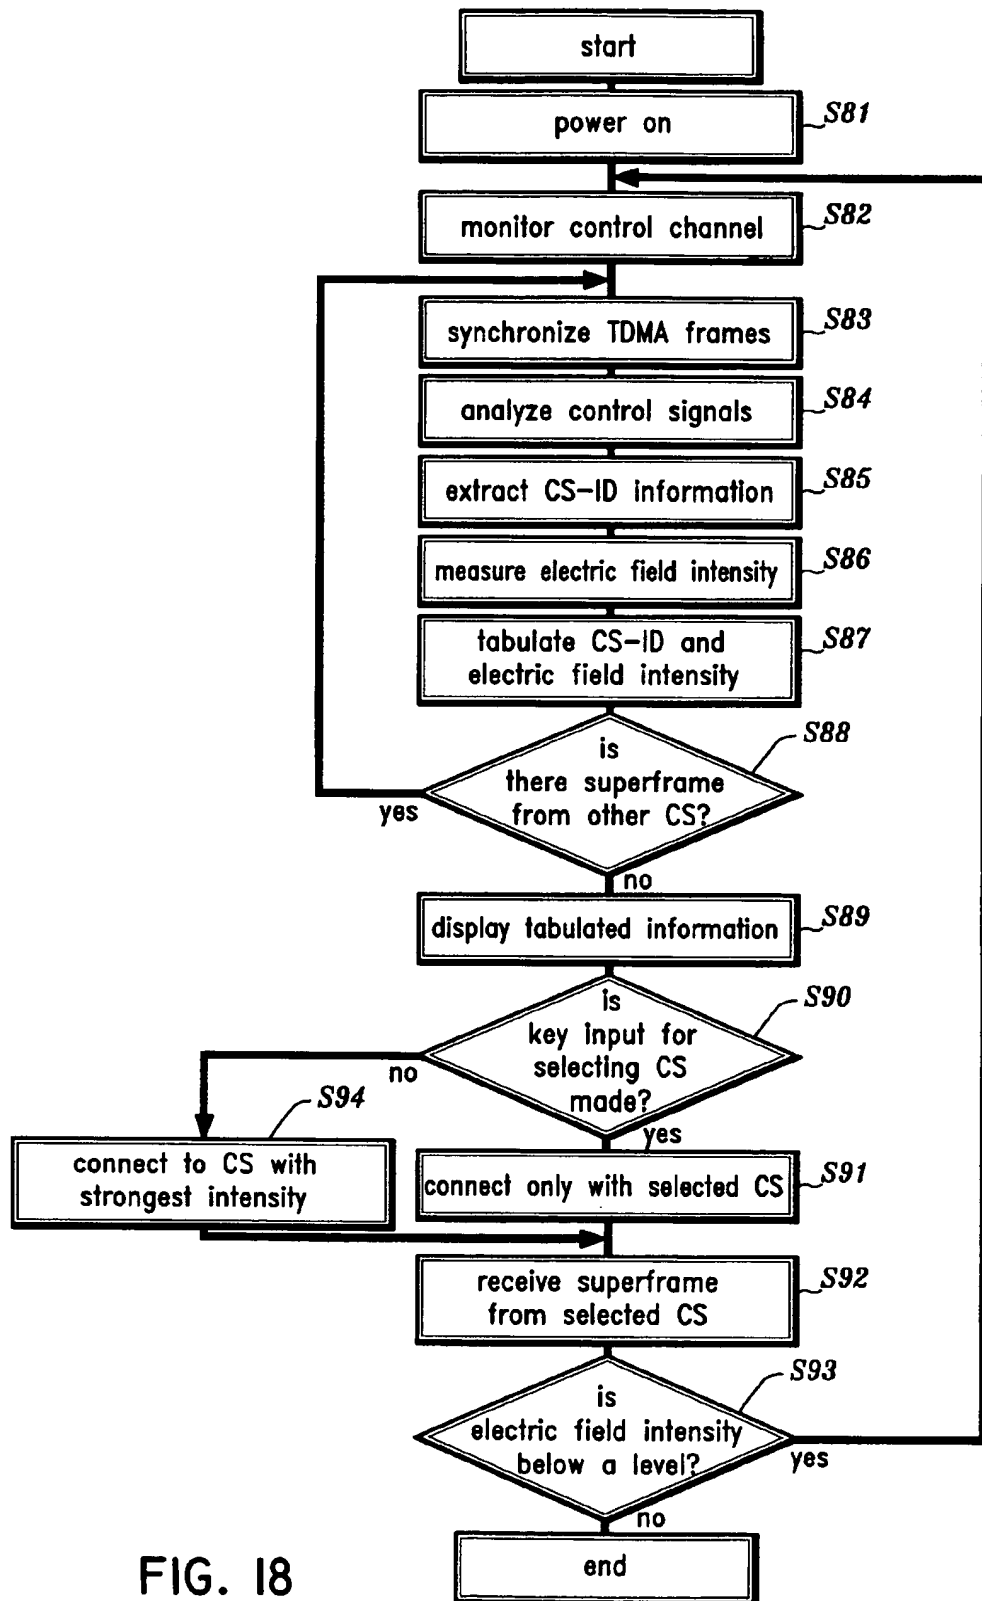 start
power on
S81
monitor control channel
S82
synchronize TDMA frames
S83
analyze control signals
S84
extract CS-ID information
S85
measure electric field intensity
S86
tabulate CS-ID and
electric field intensity
S87
is
there superframe
from other CS?
S88
yes
no
display tabulated information
S89
is
key input for
selecting CS
made?
S90
no
yes
S94
connect to CS with
strongest intensity
connect only with selected CS
S91
receive superframe
from selected CS
S92
is
electric field intensity
below a level?
S93
yes
no
end
FIG. 18